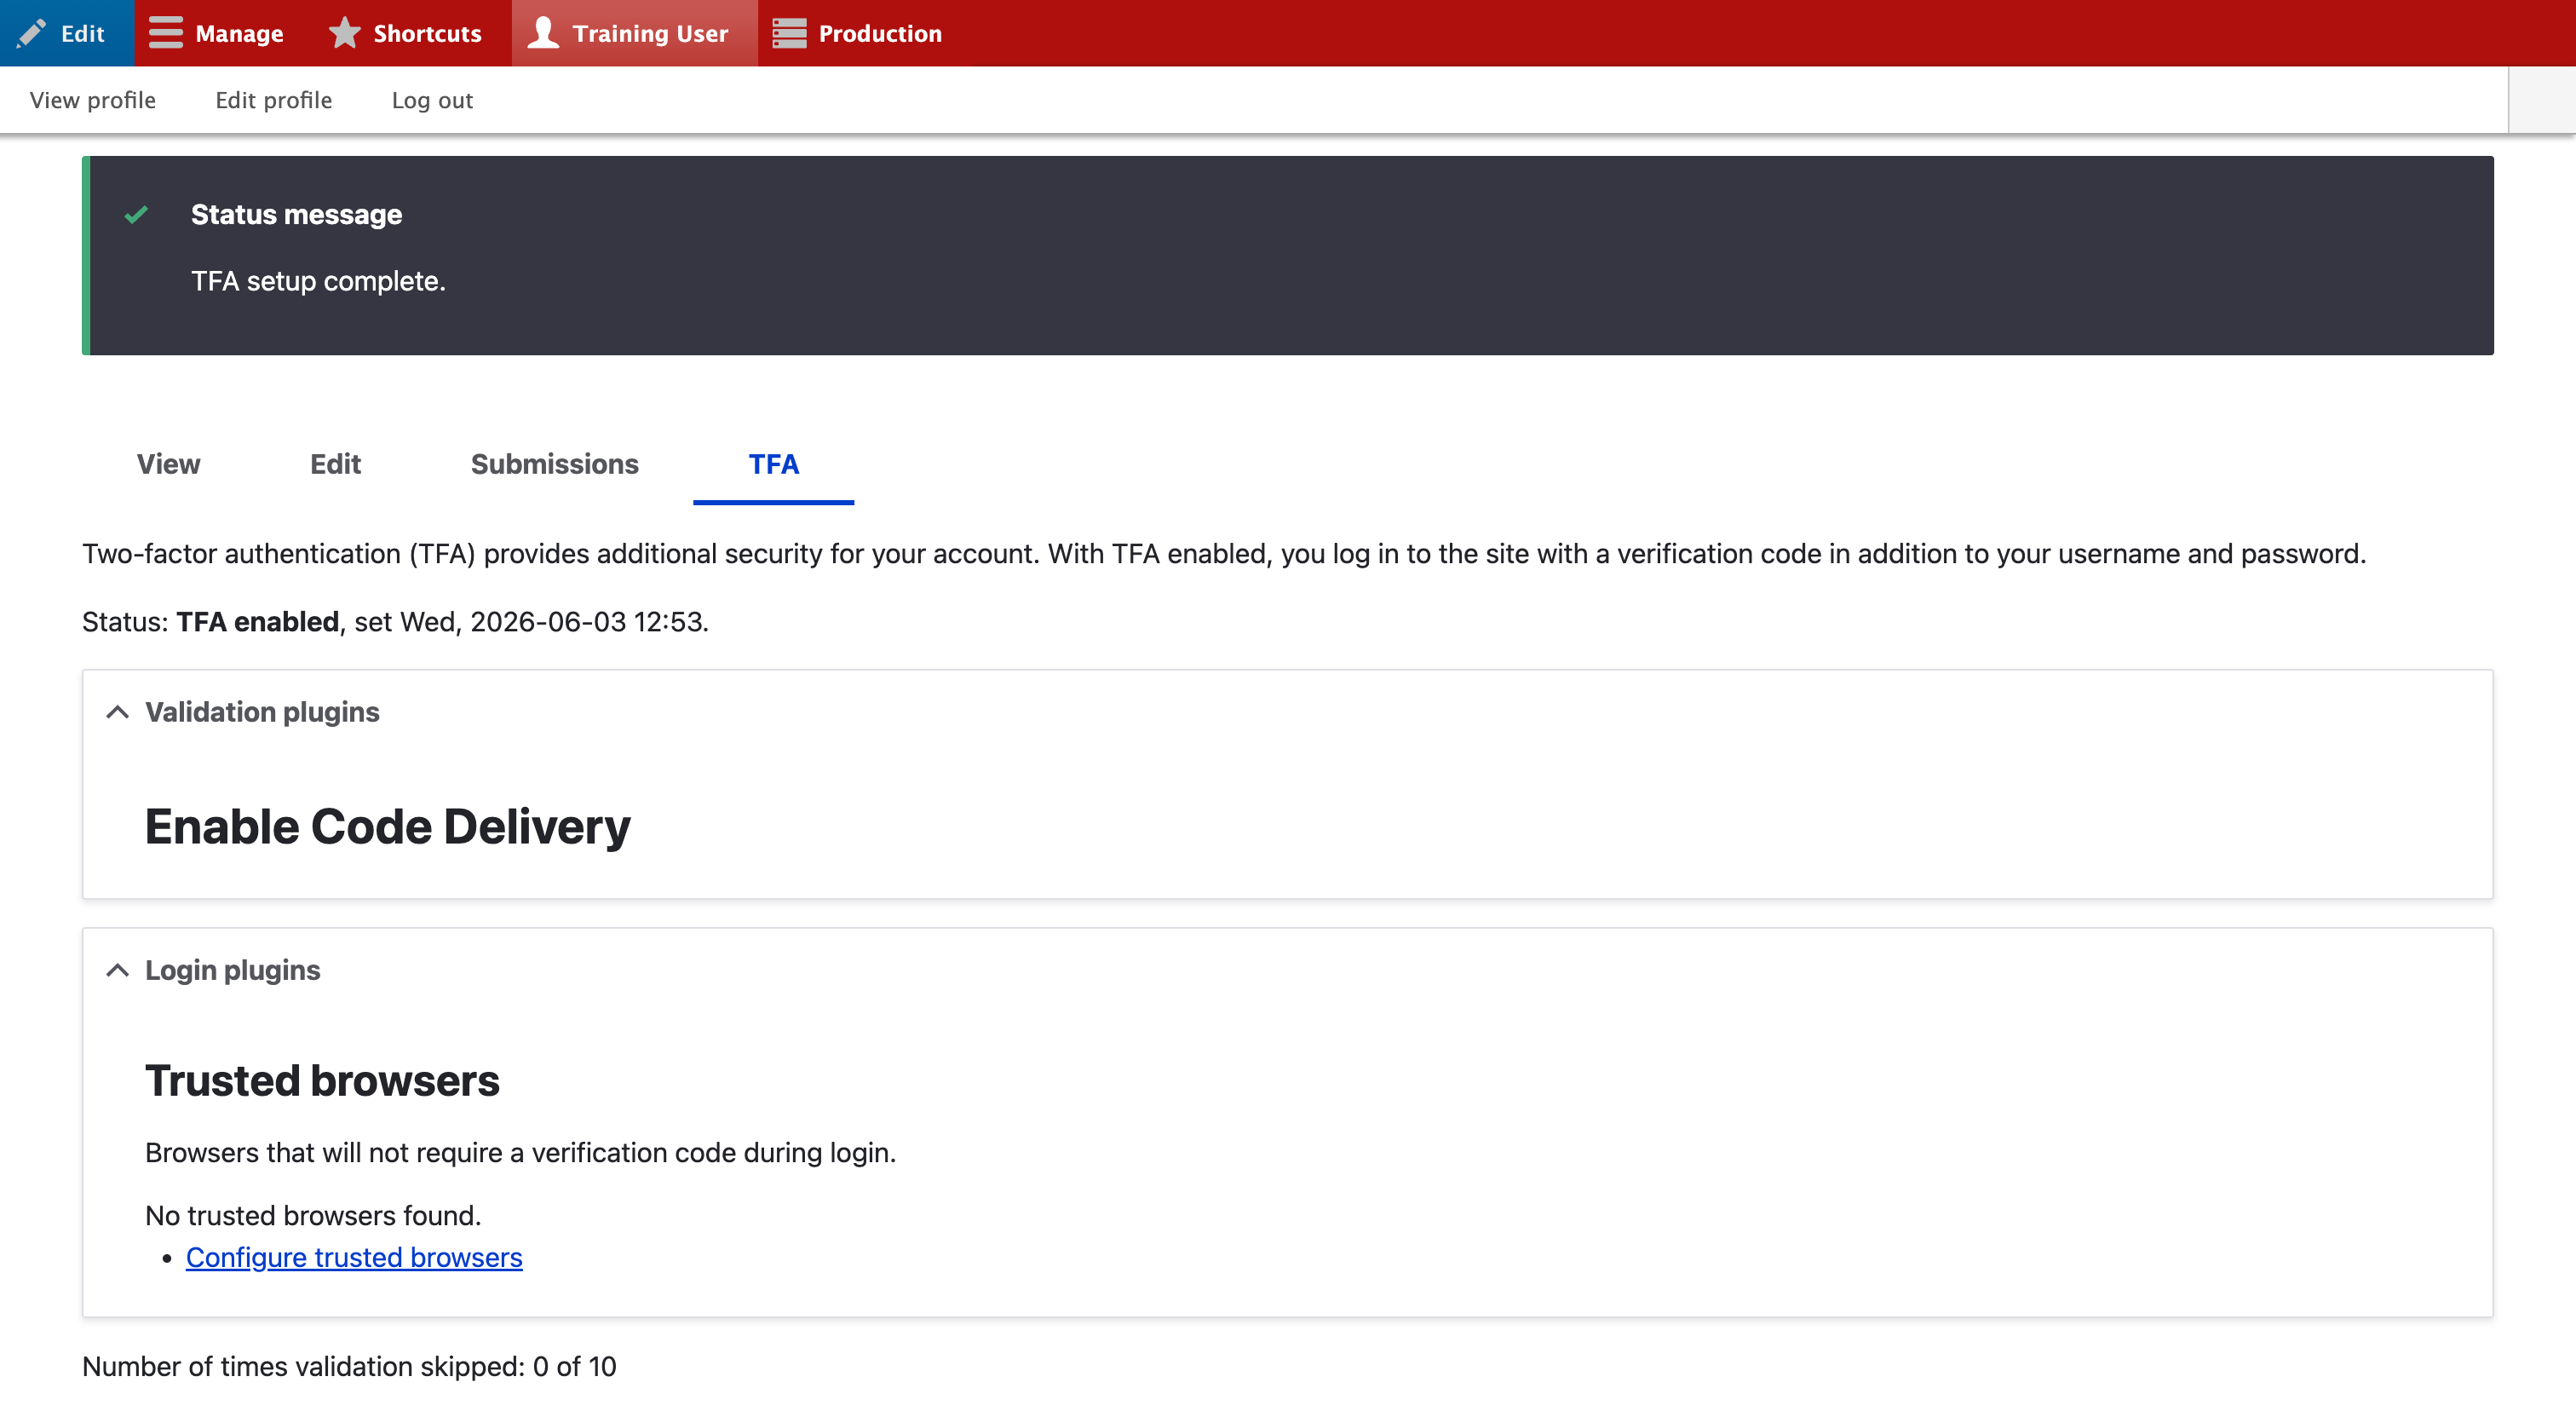 Edit
Manage
Shortcuts
Training User
Production
View profile
Edit profile
Log out
Status message
TFA setup complete.
View
Edit
Submissions
TFA
Two-factor authentication (TFA) provides additional security for your account. With TFA enabled, you log in to the site with a verification code in addition to your username and password.
Status: TFA enabled, set Wed, 2026-06-03 12:53.
Validation plugins
Enable Code Delivery
Login plugins
Trusted browsers
Browsers that will not require a verification code during login.
No trusted browsers found.
• Configure trusted browsers
Number of times validation skipped: 0 of 10